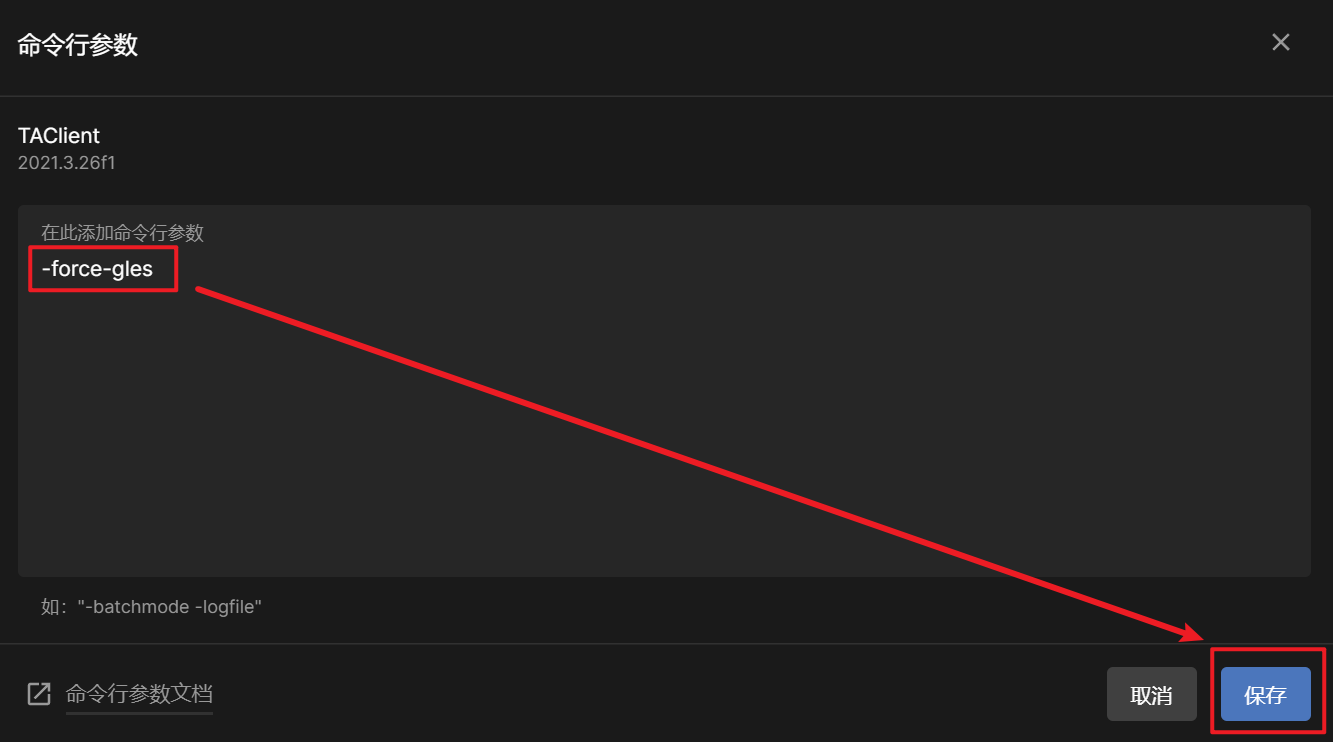 命令行参数
TAClient
2021.3.26f1
在此添加命令行参数
-force-gles
如："-batchmode -logfile"
命令行参数文档
取消
保存